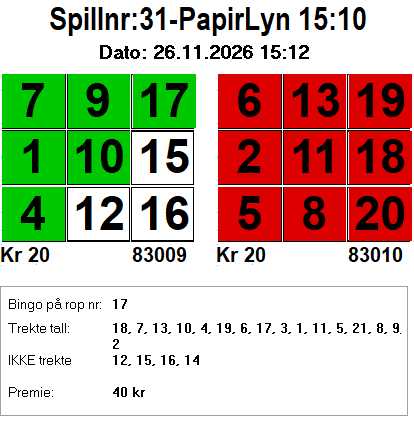 Spillnr:31-PapirLyn 15:10
Dato: 26.11.2026 15:12
7 9 17 6 13 19
1 10 15 2 11 18
4 12 16 5 8 20
Kr 20 83009 Kr 20 83010
Bingo på rop nr: 17
Trekte tall: 18, 7, 13, 10, 4, 19, 6, 17, 3, 1, 11, 5, 21, 8, 9,
2
IKKE trekte 12, 15, 16, 14
Premie: 40 kr